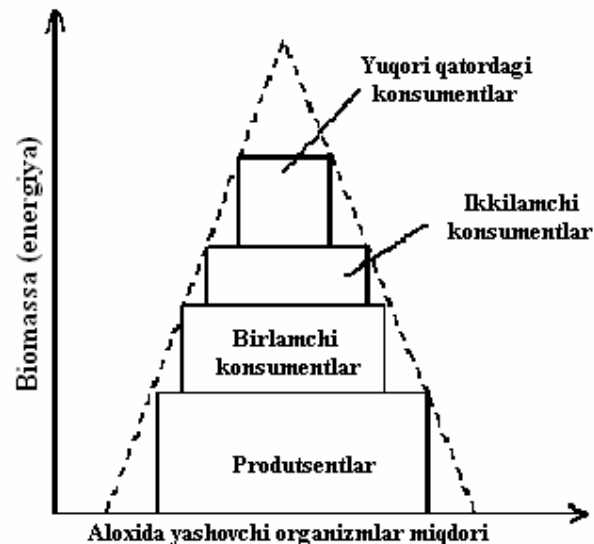 Yuqori qatordagi
konsumentlar
Ikkilamchi
konsumentlar
Biomassa (energiya)
Birlamchi
konsumentlar
Produtsentlar
Aloxida yashovchi organizmlar miqdori